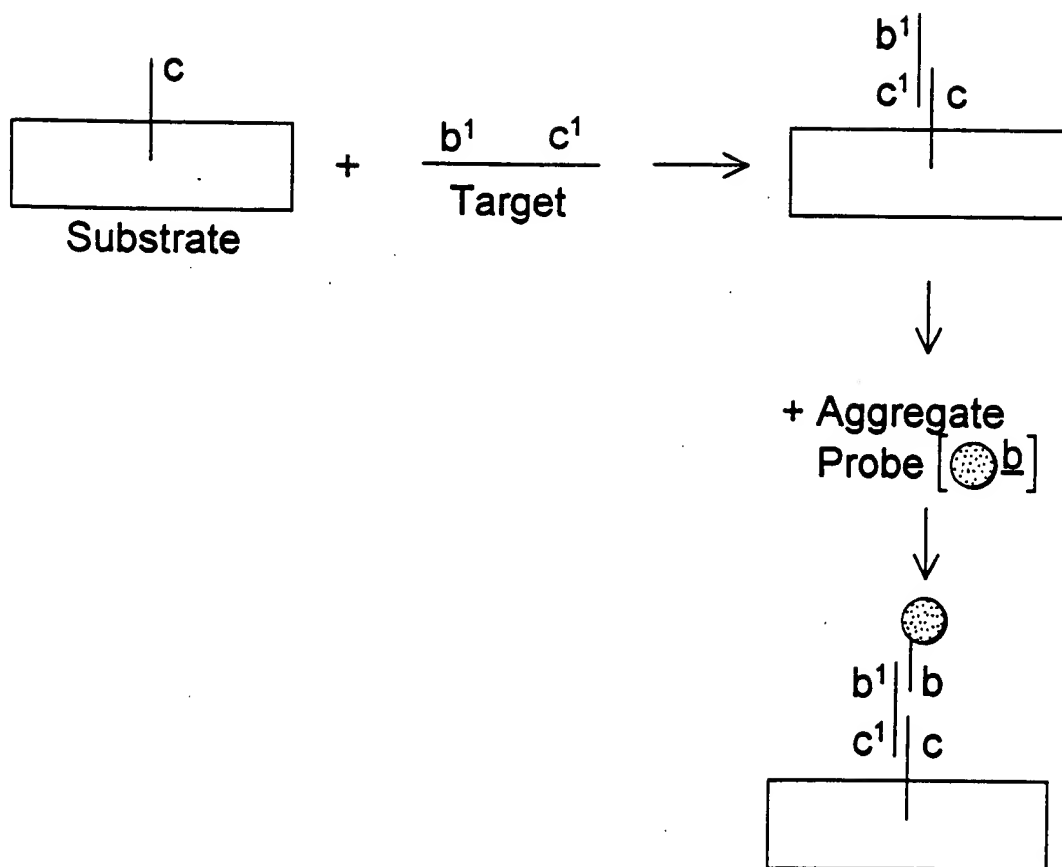 c
Substrate
+
b¹ c¹
Target
b¹
c¹ c
+ Aggregate
Probe [ b ]
b¹ b
c¹ c